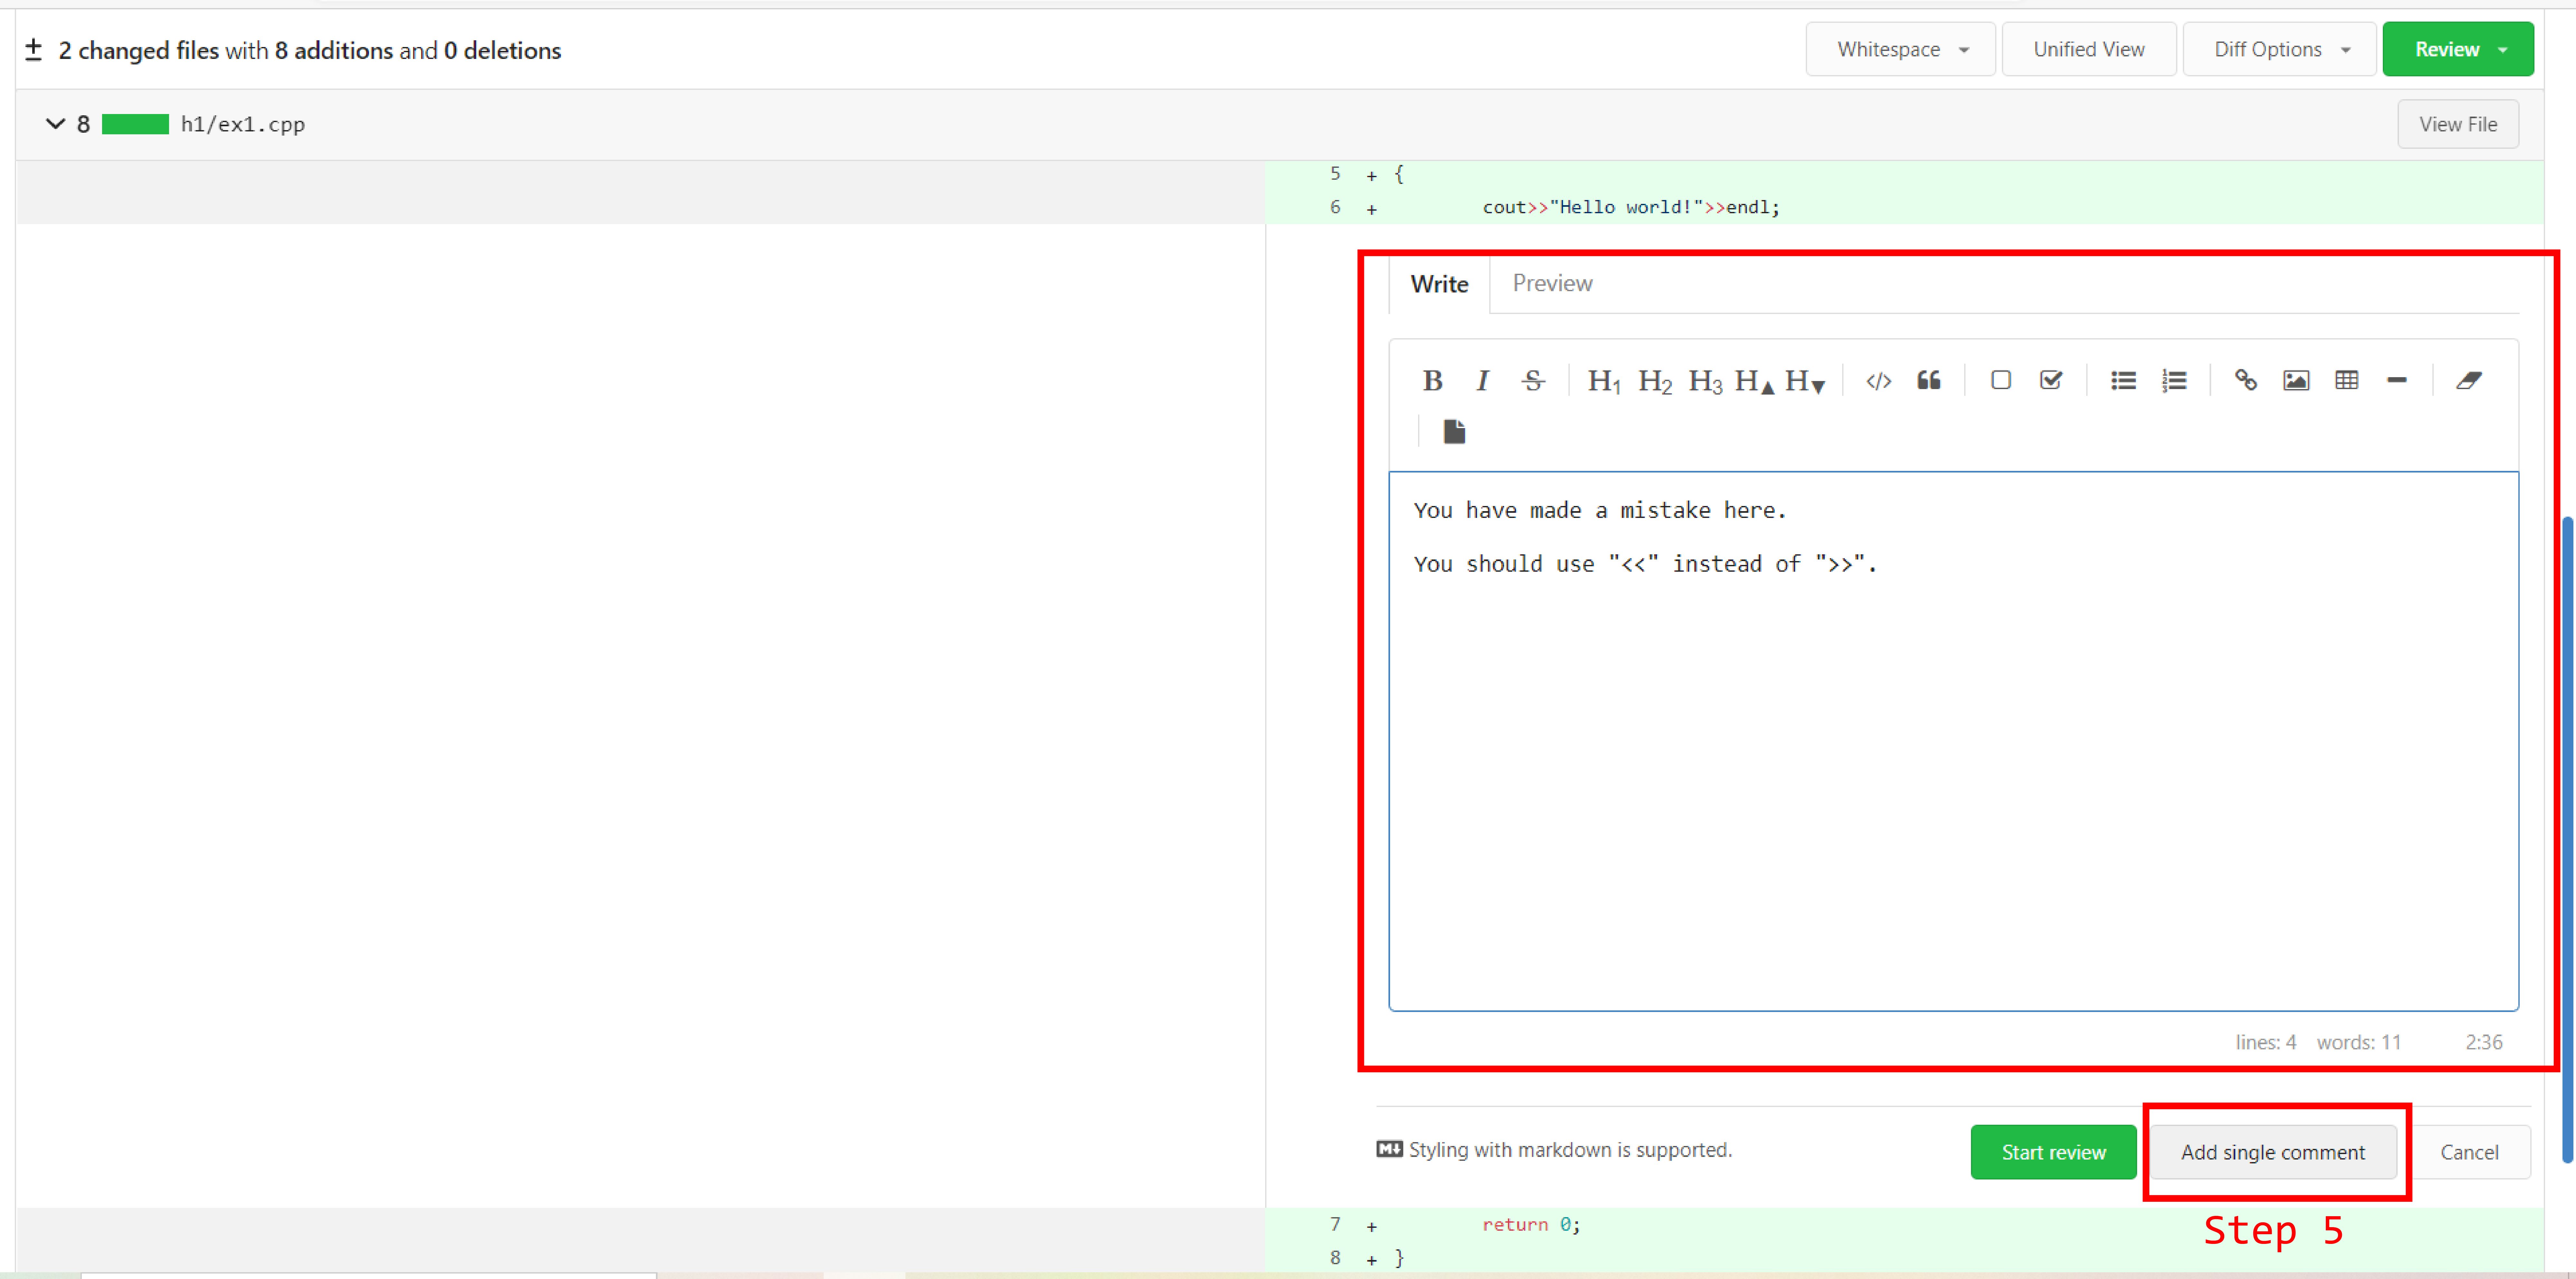 ± 2 changed files with 8 additions and 0 deletions
Whitespace Unified View Diff Options Review
8 h1/ex1.cpp View File
5 + {
6 + cout>>"Hello world!">>endl;
Write Preview
B I S H1 H2 H3 H▲ H▼ </> “
You have made a mistake here.
You should use "<<" instead of ">>".
lines: 4 words: 11 2:36
M↓ Styling with markdown is supported. Start review Add single comment Cancel
7 + return 0;
Step 5
8 + }